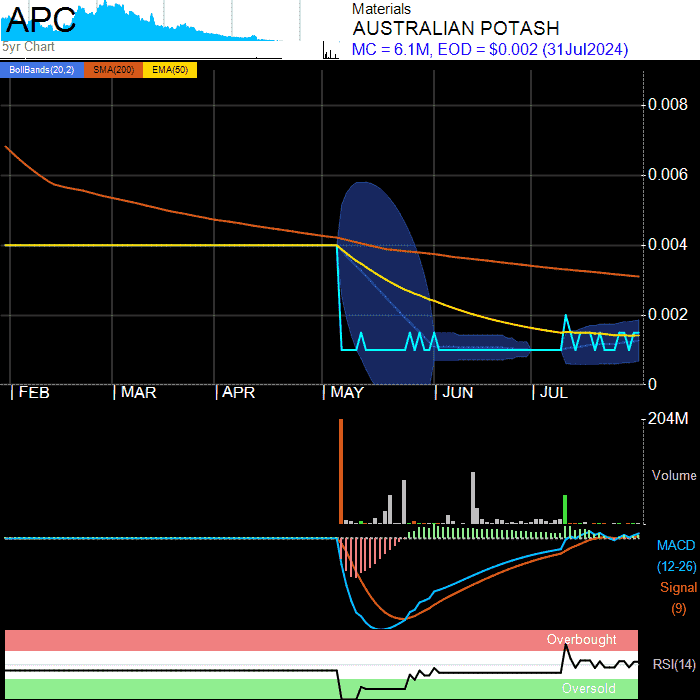 APC
5yr Chart
Materials
AUSTRALIAN POTASH
MC = 6.1M, EOD = $0.002 (31Jul2024)
BollBands(20,2) SMA(200) EMA(50)
0.008
0.006
0.004
0.002
0
FEB MAR APR MAY JUN JUL
204M
Volume
MACD
(12-26)
Signal
(9)
Overbought
RSI(14)
Oversold